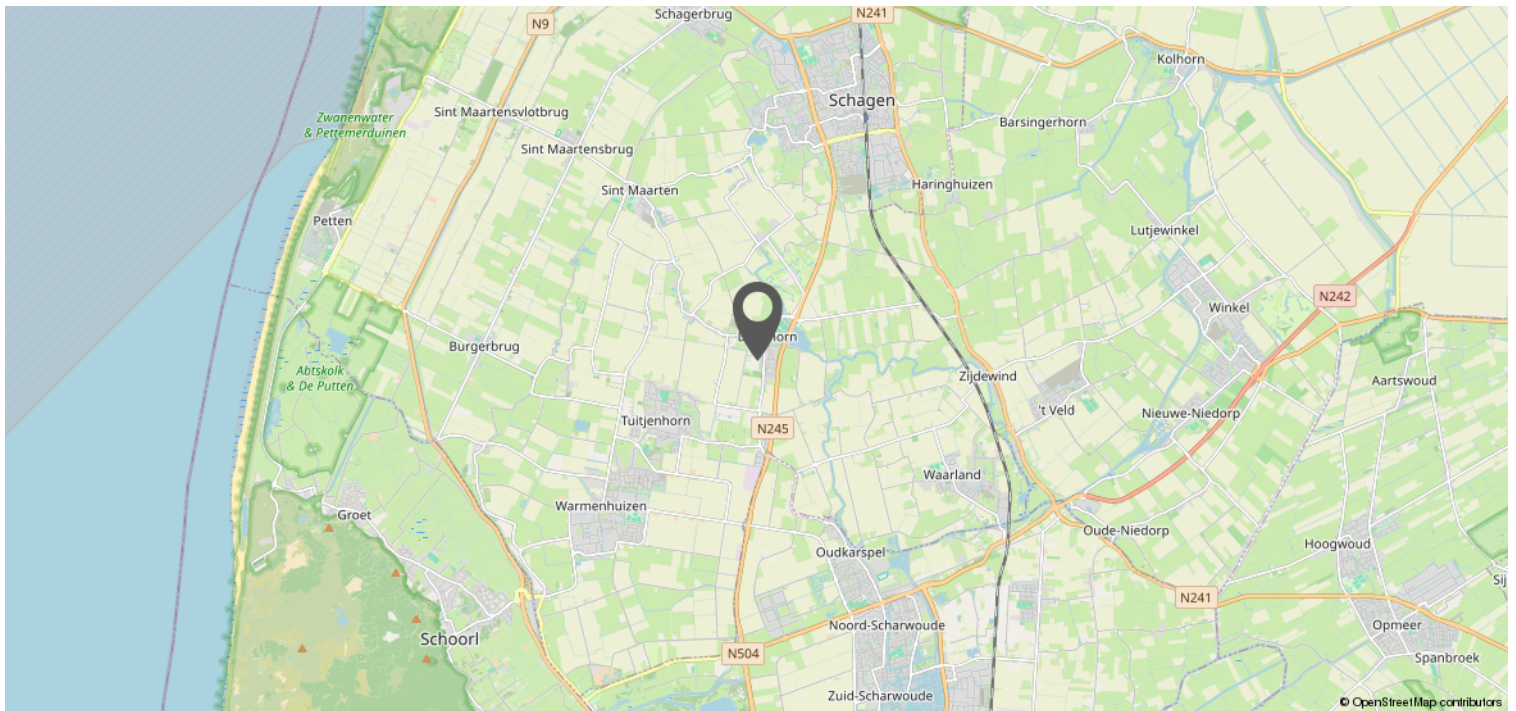 N9
Schagerbrug
N241
Kolhorn
Schagen
Sint Maartensvlotbrug
Zwanenwater
& Pettemerduinen
Barsingerhorn
Sint Maartensbrug
Sint Maarten
Haringhuizen
Petten
Lutjewinkel
N242
Winkel
Burgerbrug
Abtskolk
& De Putten
Zijdewind
Aartswoud
't Veld
Nieuwe-Niedorp
Tuitjenhorn
N245
Waarland
Warmenhuizen
Groet
Oude-Niedorp
Oudkarspel
Hoogwoud
Sij
N241
Noord-Scharwoude
Opmeer
Schoorl
N504
Spanbroek
Zuid-Scharwoude
© OpenStreetMap contributors